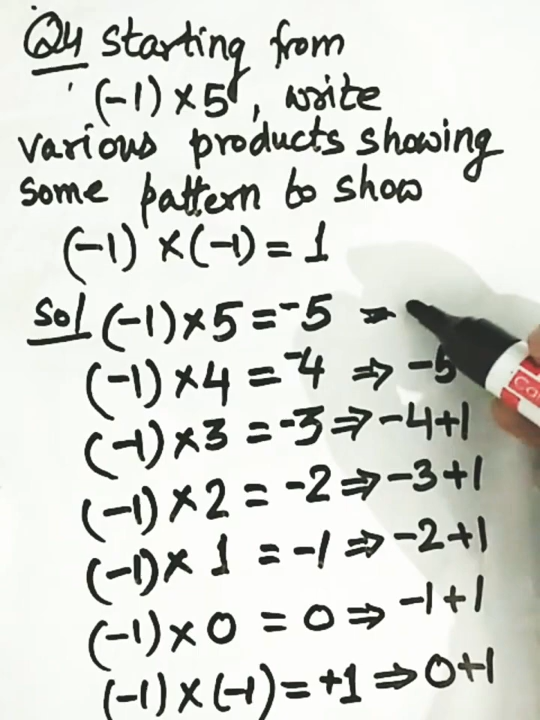 Q4 starting from
(-1) × 5, write
various products showing
some pattern to show
(-1) × (-1) = 1
Sol (-1) × 5 = -5
(-1) × 4 = -4 ⇒ -5
(-1) × 3 = -3 ⇒ -4+1
(-1) × 2 = -2 ⇒ -3+1
(-1) × 1 = -1 ⇒ -2+1
(-1) × 0 = 0 ⇒ -1+1
(-1) × (-1) = +1 ⇒ 0+1